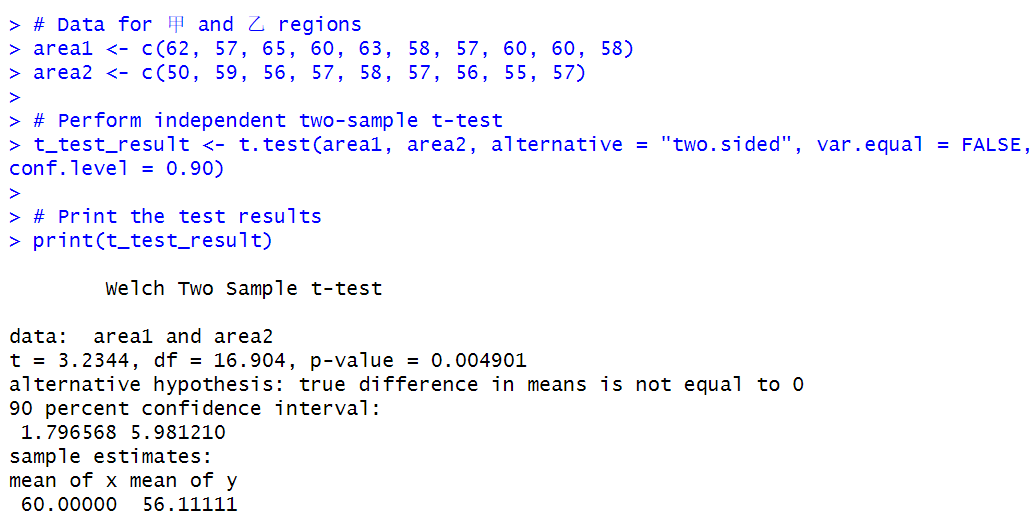 > # Data for 甲 and 乙 regions
> area1 <- c(62, 57, 65, 60, 63, 58, 57, 60, 60, 58)
> area2 <- c(50, 59, 56, 57, 58, 57, 56, 55, 57)
>
> # Perform independent two-sample t-test
> t_test_result <- t.test(area1, area2, alternative = "two.sided", var.equal = FALSE,
conf.level = 0.90)
>
> # Print the test results
> print(t_test_result)
Welch Two Sample t-test
data:  area1 and area2
t = 3.2344, df = 16.904, p-value = 0.004901
alternative hypothesis: true difference in means is not equal to 0
90 percent confidence interval:
1.796568 5.981210
sample estimates:
mean of x mean of y
60.00000  56.11111